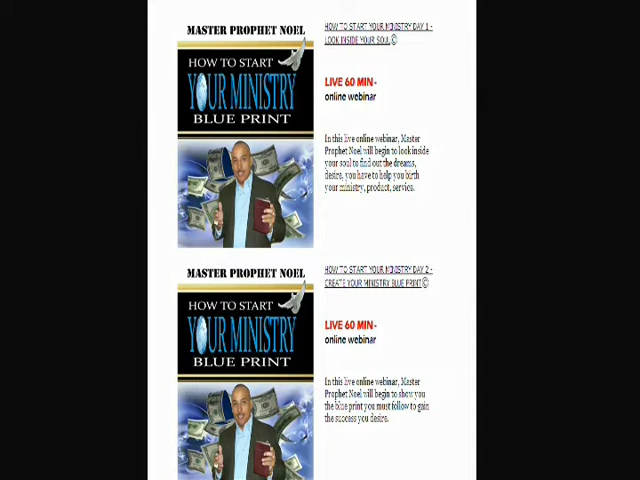 MASTER PROPHET NOEL
HOW TO START
YOUR MINISTRY
BLUE PRINT
HOW TO START YOUR MINISTRY DAY 1 -
LOOK INSIDE YOUR SOUL©
LIVE 60 MIN-
online webinar
In this live online webinar, Master
Prophet Noel will begin to look inside
your soul to find out the dreams,
desire, you have to help you birth
your ministry, product, service.
MASTER PROPHET NOEL
HOW TO START
YOUR MINISTRY
BLUE PRINT
HOW TO START YOUR MINISTRY DAY 2 -
CREATE YOUR MINISTRY BLUE PRINT©
LIVE 60 MIN-
online webinar
In this live online webinar, Master
Prophet Noel will begin to show you
the blue print you must follow to gain
the success you desire.